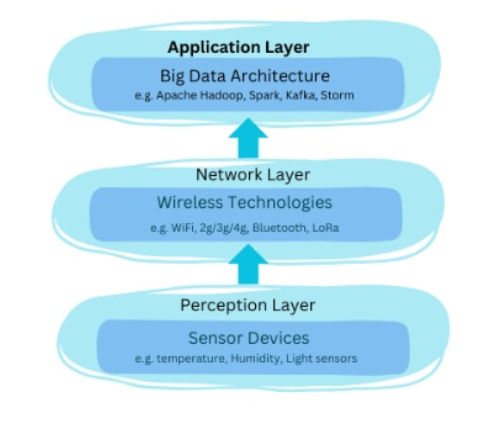 Application Layer
Big Data Architecture
e.g. Apache Hadoop, Spark, Kafka, Storm
Network Layer
Wireless Technologies
e.g. WiFi, 2g/3g/4g, Bluetooth, LoRa
Perception Layer
Sensor Devices
e.g. temperature, Humidity, Light sensors